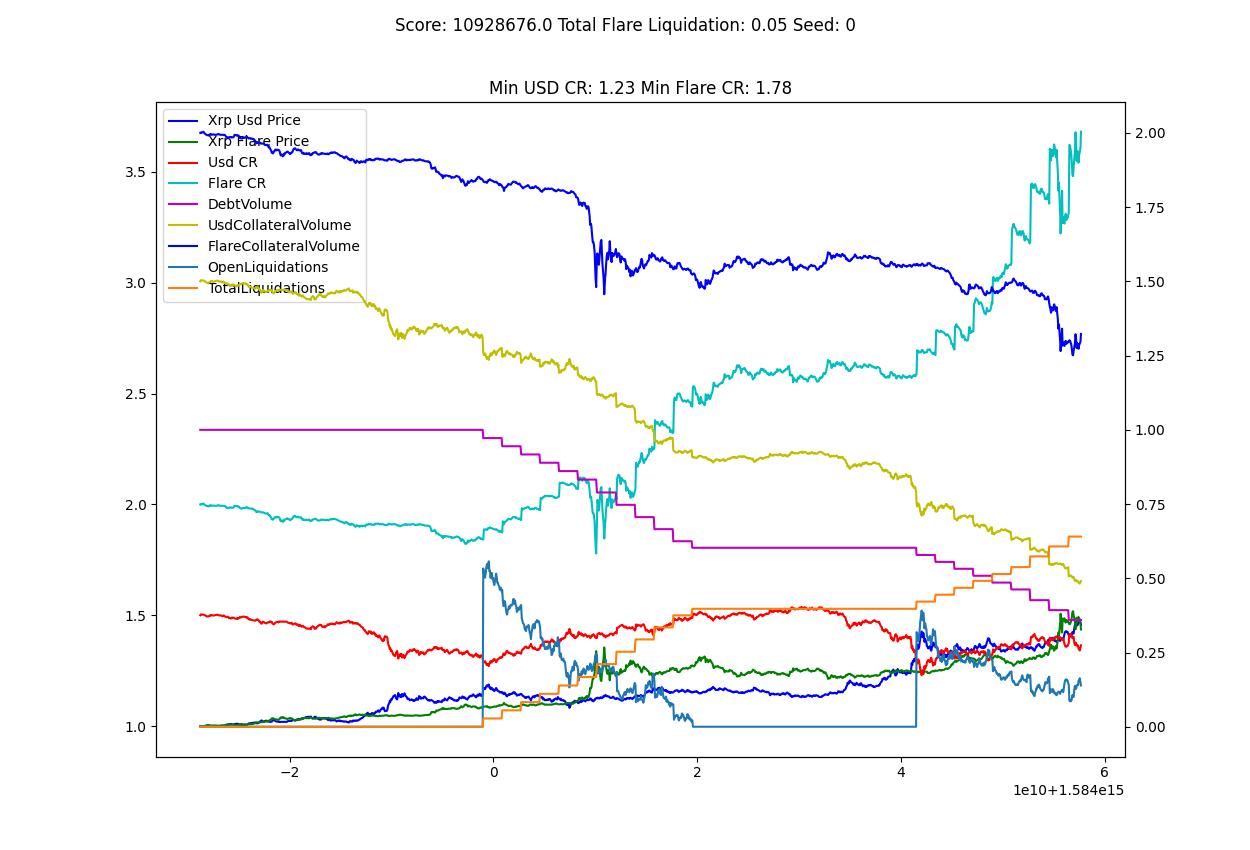 Score: 10928676.0 Total Flare Liquidation: 0.05 Seed: 0
Min USD CR: 1.23 Min Flare CR: 1.78
Xrp Usd Price
Xrp Flare Price
Usd CR
Flare CR
DebtVolume
UsdCollateralVolume
FlareCollateralVolume
OpenLiquidations
TotalLiquidations
3.5
3.0
2.5
2.0
1.5
1.0
2.00
1.75
1.50
1.25
1.00
0.75
0.50
0.25
0.00
−2
0
2
4
6
1e10+1.584e15